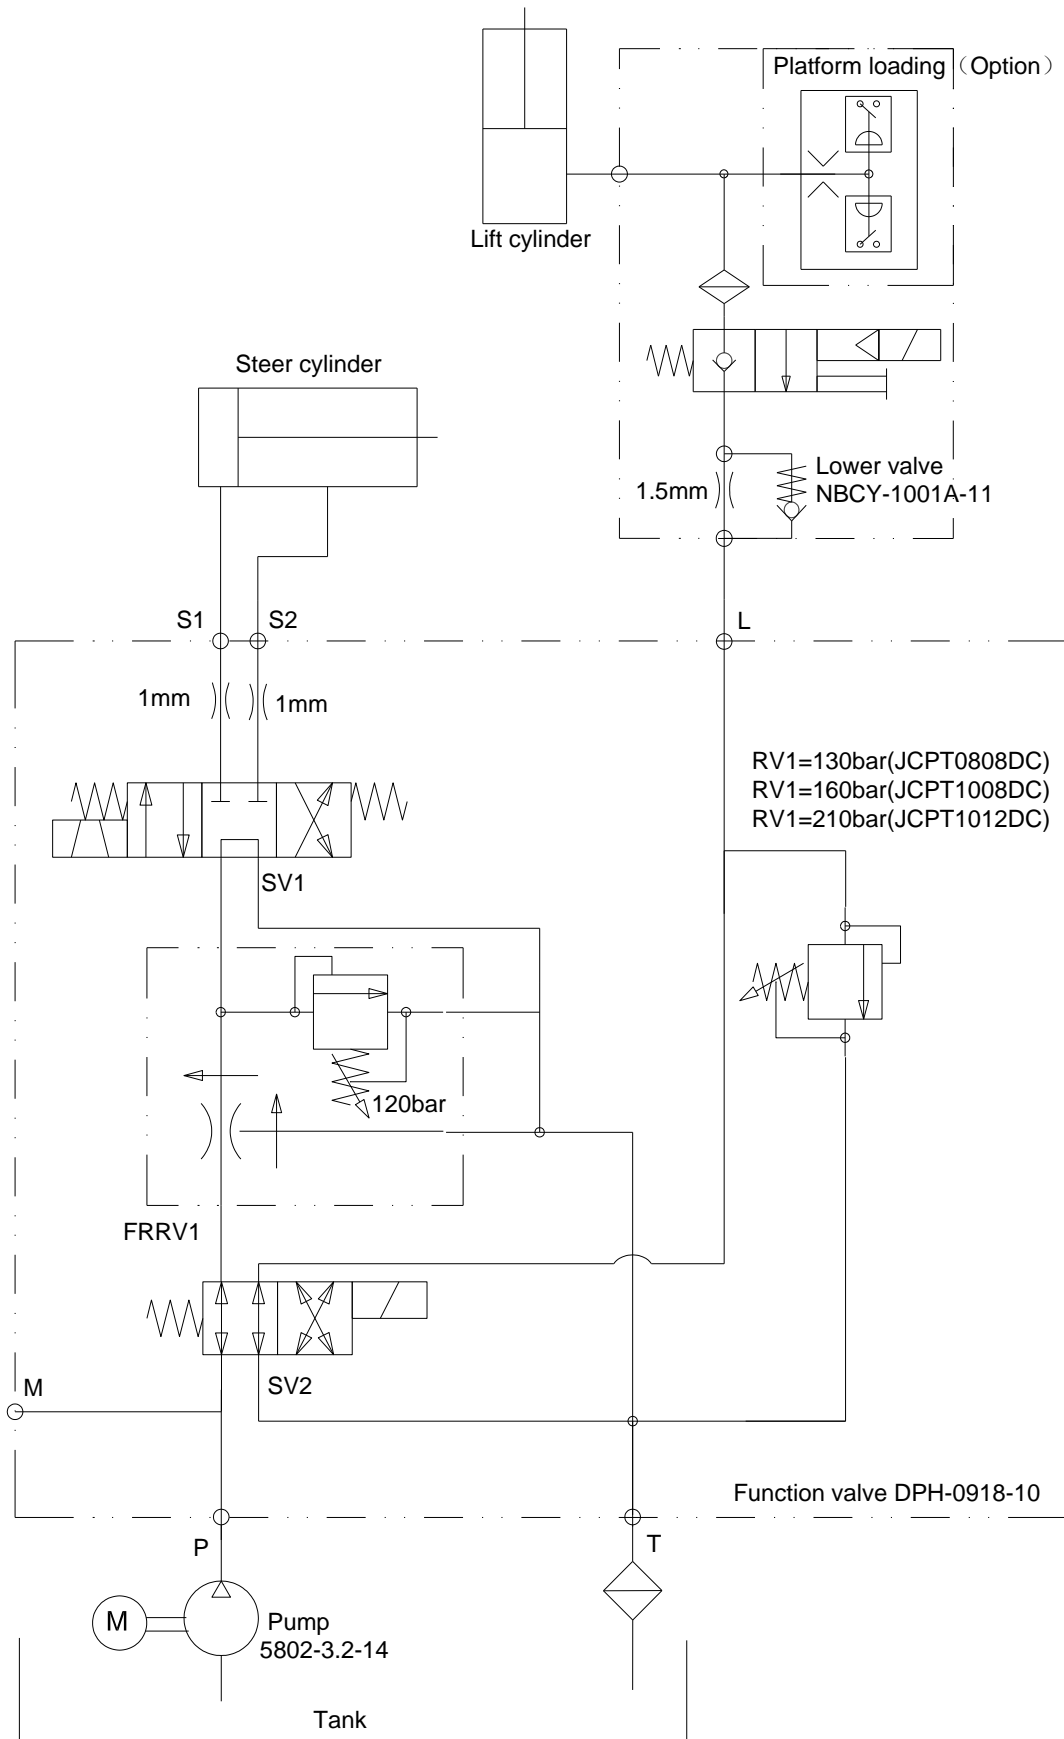 Platform loading（Option）
Lift cylinder
Steer cylinder
Lower valve
NBCY-1001A-11
1.5mm
S1
S2
L
1mm
1mm
RV1=130bar(JCPT0808DC)
RV1=160bar(JCPT1008DC)
RV1=210bar(JCPT1012DC)
SV1
120bar
FRRV1
SV2
M
Function valve DPH-0918-10
P
T
M
Pump
5802-3.2-14
Tank